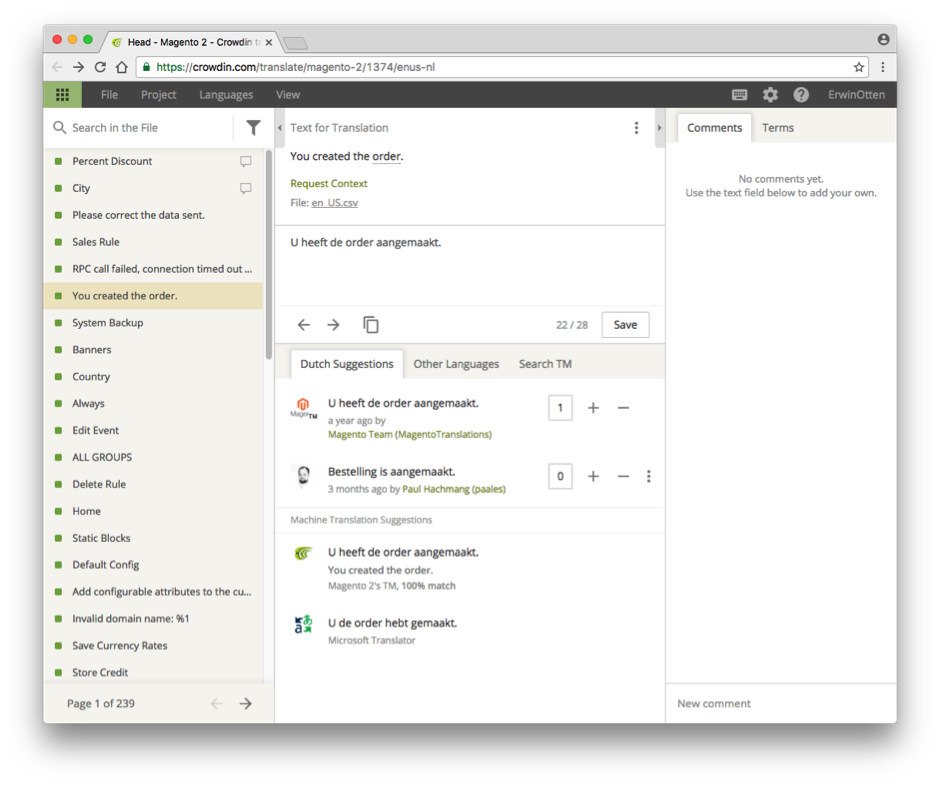 Head - Magento 2 - Crowdin tr
https://crowdin.com/translate/magento-2/1374/enus-nl
File Project Languages View ErwinOtten
Search in the File
Percent Discount
City
Please correct the data sent.
Sales Rule
RPC call failed, connection timed out ...
You created the order.
System Backup
Banners
Country
Always
Edit Event
ALL GROUPS
Delete Rule
Home
Static Blocks
Default Config
Add configurable attributes to the cu...
Invalid domain name: %1
Save Currency Rates
Store Credit
Page 1 of 239
Text for Translation
You created the order.
Request Context
File: en_US.csv
U heeft de order aangemaakt.
22 / 28 Save
Dutch Suggestions Other Languages Search TM
U heeft de order aangemaakt.
1
a year ago by
Magento Team (MagentoTranslations)
Bestelling is aangemaakt.
0
3 months ago by Paul Hachmang (paales)
Machine Translation Suggestions
U heeft de order aangemaakt.
You created the order.
Magento 2's TM, 100% match
U de order hebt gemaakt.
Microsoft Translator
Comments Terms
No comments yet.
Use the text field below to add your own.
New comment